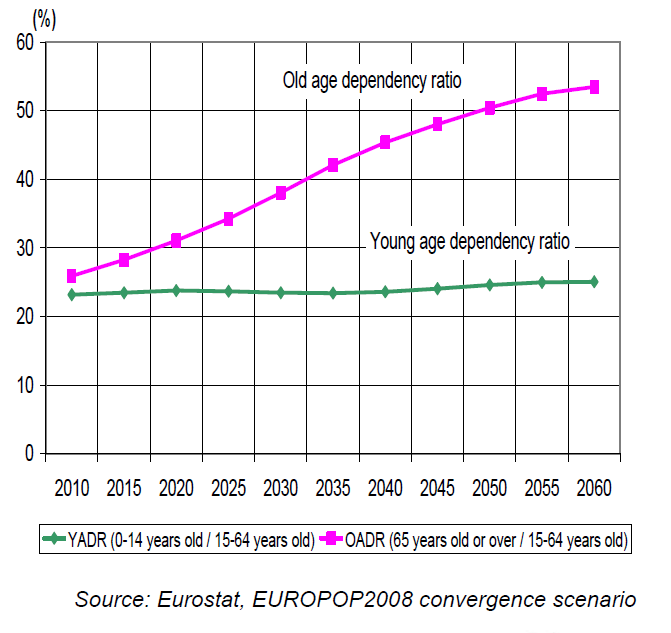 (%)
60
Old age dependency ratio
50
40
30
Young age dependency ratio
20
10
0
2010 2015 2020 2025 2030 2035 2040 2045 2050 2055 2060
YADR (0-14 years old / 15-64 years old) OADR (65 years old or over / 15-64 years old)
Source: Eurostat, EUROPOP2008 convergence scenario